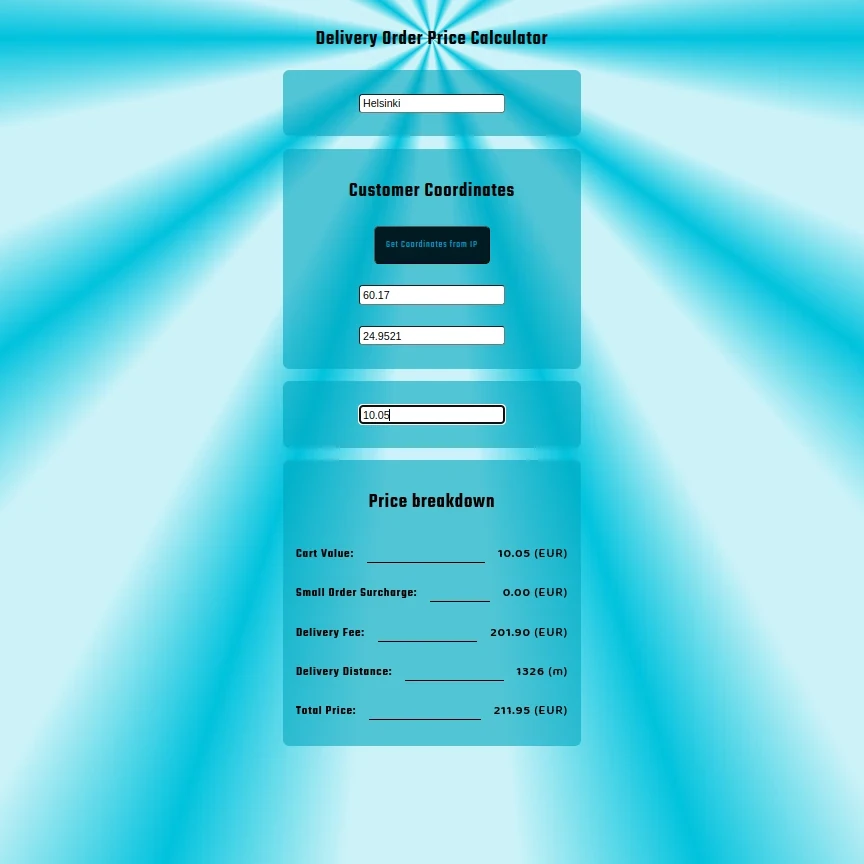 Delivery Order Price Calculator
Helsinki
Customer Coordinates
Get Coordinates from IP
60.17
24.9521
10.05
Price breakdown
Cart Value: 10.05 (EUR)
Small Order Surcharge: 0.00 (EUR)
Delivery Fee: 201.90 (EUR)
Delivery Distance: 1326 (m)
Total Price: 211.95 (EUR)